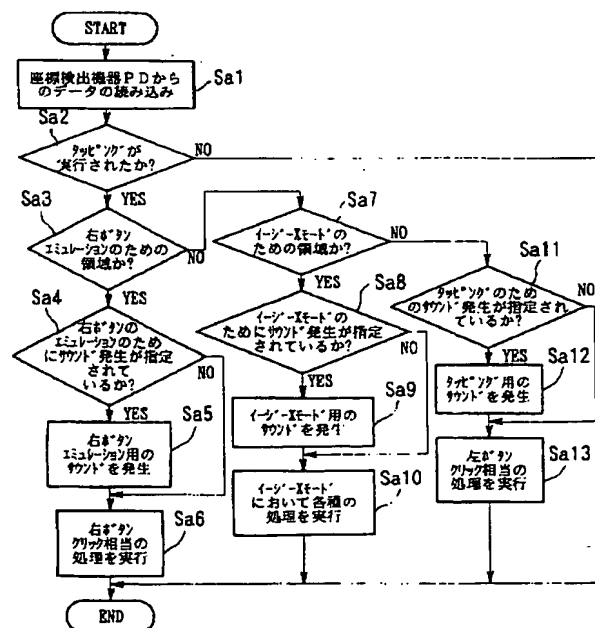 START
座標検出機器PDから
のデータの読み込み
Sa1
Sa2
ﾀｯﾋﾟﾝｸﾞが
実行されたか?
NO
YES
Sa3
右ﾎﾞﾀﾝ
ｴﾐｭﾚｰｼｮﾝのための
領域か?
NO
YES
Sa7
ｲｰｼﾞｰXﾓｰﾄﾞの
ための領域か?
NO
YES
Sa4
右ﾎﾞﾀﾝの
ｴﾐｭﾚｰｼｮﾝのため
にｻｳﾝﾄﾞ発生が指定
されて
いるか?
NO
YES
Sa8
ｲｰｼﾞｰXﾓｰﾄﾞの
ためにｻｳﾝﾄﾞ発生が指定
されているか?
NO
YES
Sa11
ﾀｯﾋﾟﾝｸﾞのため
のｻｳﾝﾄﾞ発生が指定され
ているか?
NO
YES
Sa5
右ﾎﾞﾀﾝ
ｴﾐｭﾚｰｼｮﾝ用の
ｻｳﾝﾄﾞを発生
Sa9
ｲｰｼﾞｰXﾓｰﾄﾞ用の
ｻｳﾝﾄﾞを発生
Sa12
ﾀｯﾋﾟﾝｸﾞ用の
ｻｳﾝﾄﾞを発生
Sa6
右ﾎﾞﾀﾝ
ｸﾘｯｸ相当の
処理を実行
Sa10
ｲｰｼﾞｰXﾓｰﾄﾞ
において各種の
処理を実行
Sa13
左ﾎﾞﾀﾝ
ｸﾘｯｸ相当の
処理を実行
END